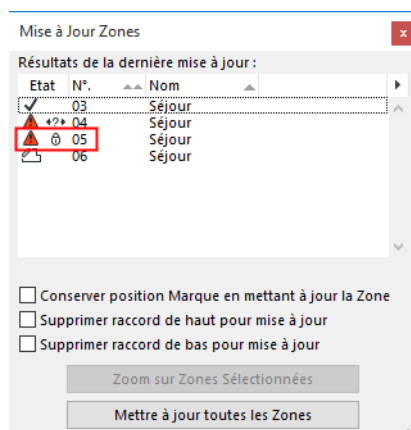 Mise à Jour Zones
x
Résultats de la dernière mise à jour :
Etat N°. Nom
03 Séjour
04 Séjour
05 Séjour
06 Séjour
Conserver position Marque en mettant à jour la Zone
Supprimer raccord de haut pour mise à jour
Supprimer raccord de bas pour mise à jour
Zoom sur Zones Sélectionnées
Mettre à jour toutes les Zones